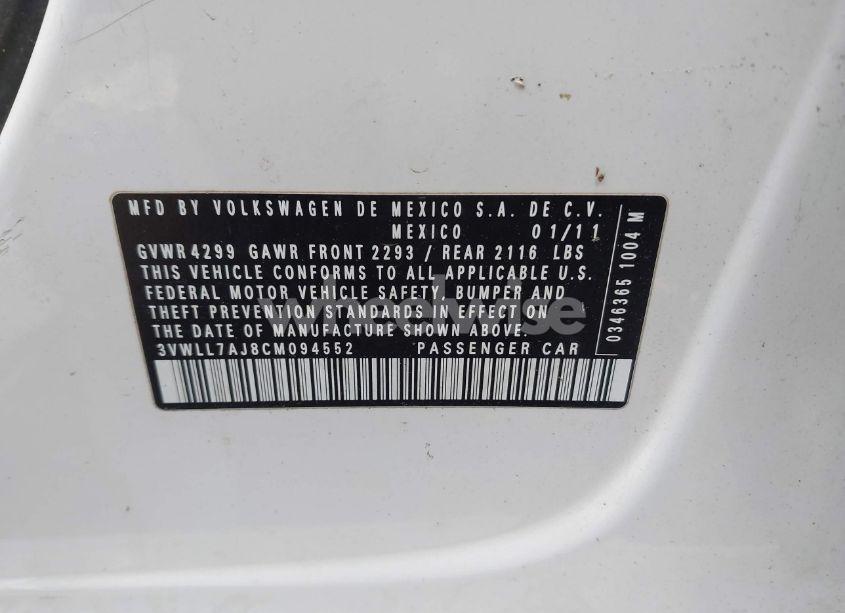 MFD BY VOLKSWAGEN DE MEXICO S.A. DE C.V.
MEXICO 01/11
GVWR 4299 GAWR FRONT 2293 / REAR 2116 LBS
THIS VEHICLE CONFORMS TO ALL APPLICABLE U.S.
FEDERAL MOTOR VEHICLE SAFETY, BUMPER AND
THEFT PREVENTION STANDARDS IN EFFECT ON
THE DATE OF MANUFACTURE SHOWN ABOVE.
3VWLL7AJ8CM094552 PASSENGER CAR
0346365 1004 M
wheelwise